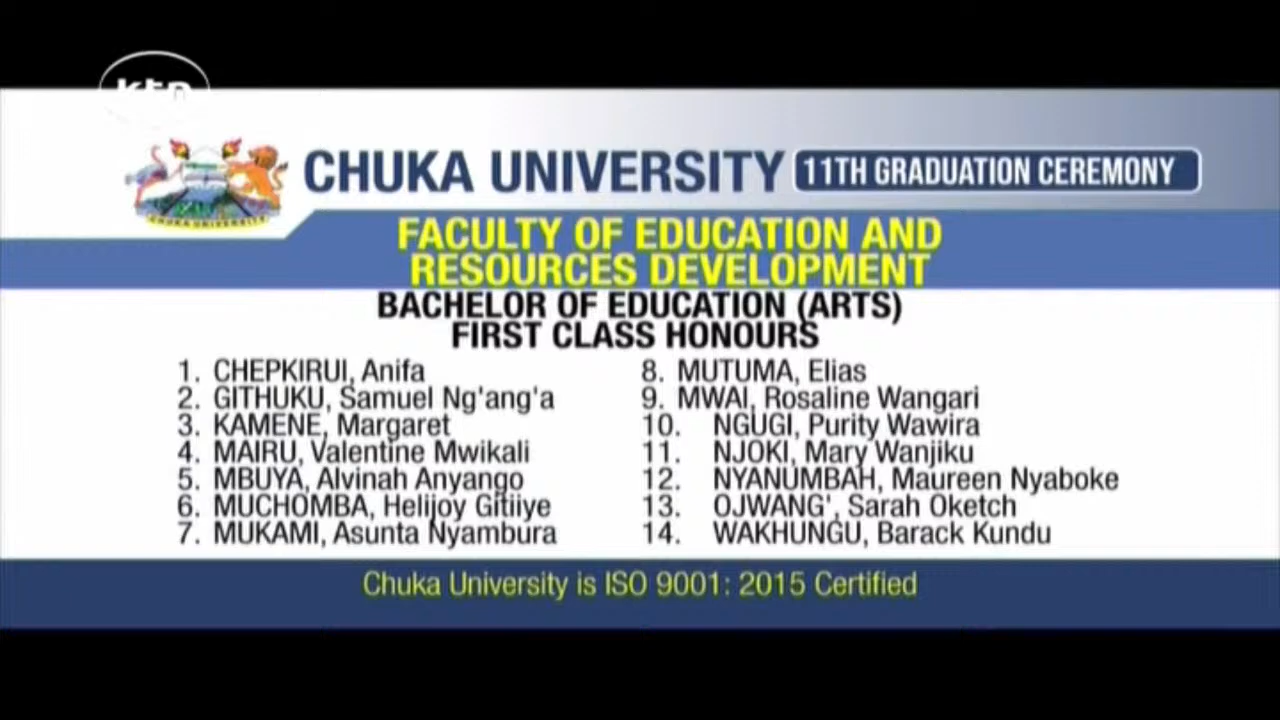 ktn
CHUKA UNIVERSITY
11TH GRADUATION CEREMONY
CHUKA UNIVERSITY
FACULTY OF EDUCATION AND
RESOURCES DEVELOPMENT
BACHELOR OF EDUCATION (ARTS)
FIRST CLASS HONOURS
1. CHEPKIRUI, Anifa
2. GITHUKU, Samuel Ng'ang'a
3. KAMENE, Margaret
4. MAIRU, Valentine Mwikali
5. MBUYA, Alvinah Anyango
6. MUCHOMBA, Helijoy Gitiiye
7. MUKAMI, Asunta Nyambura
8. MUTUMA, Elias
9. MWAI, Rosaline Wangari
10. NGUGI, Purity Wawira
11. NJOKI, Mary Wanjiku
12. NYANUMBAH, Maureen Nyaboke
13. OJWANG', Sarah Oketch
14. WAKHUNGU, Barack Kundu
Chuka University is ISO 9001: 2015 Certified